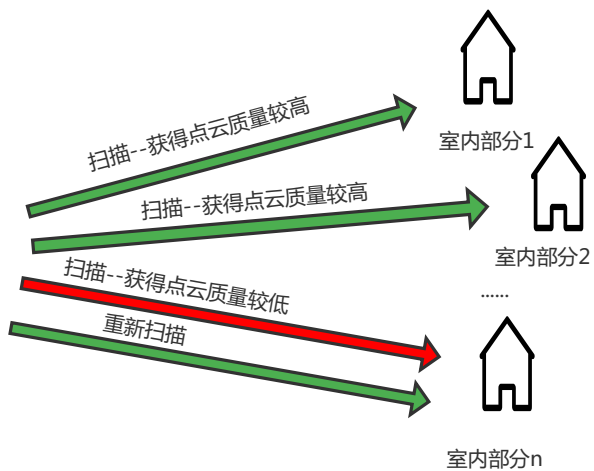 扫描--获得点云质量较高
室内部分1
扫描--获得点云质量较高
室内部分2
扫描--获得点云质量较低
......
重新扫描
室内部分n